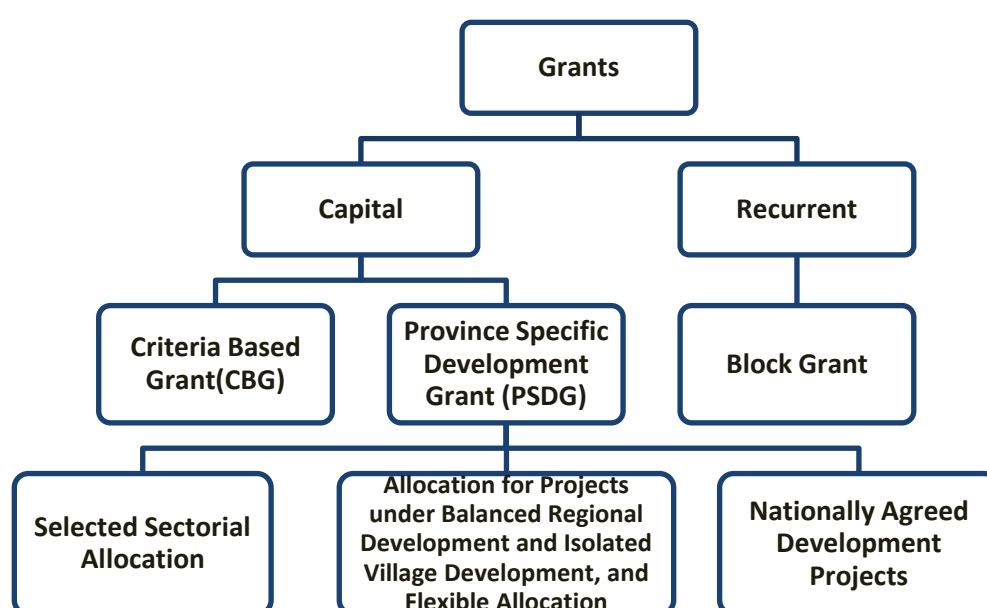 Grants
Capital
Recurrent
Criteria Based
Grant(CBG)
Province Specific
Development
Grant (PSDG)
Block Grant
Selected Sectorial
Allocation
Allocation for Projects
under Balanced Regional
Development and Isolated
Village Development, and
Flexible Allocation
Nationally Agreed
Development
Projects